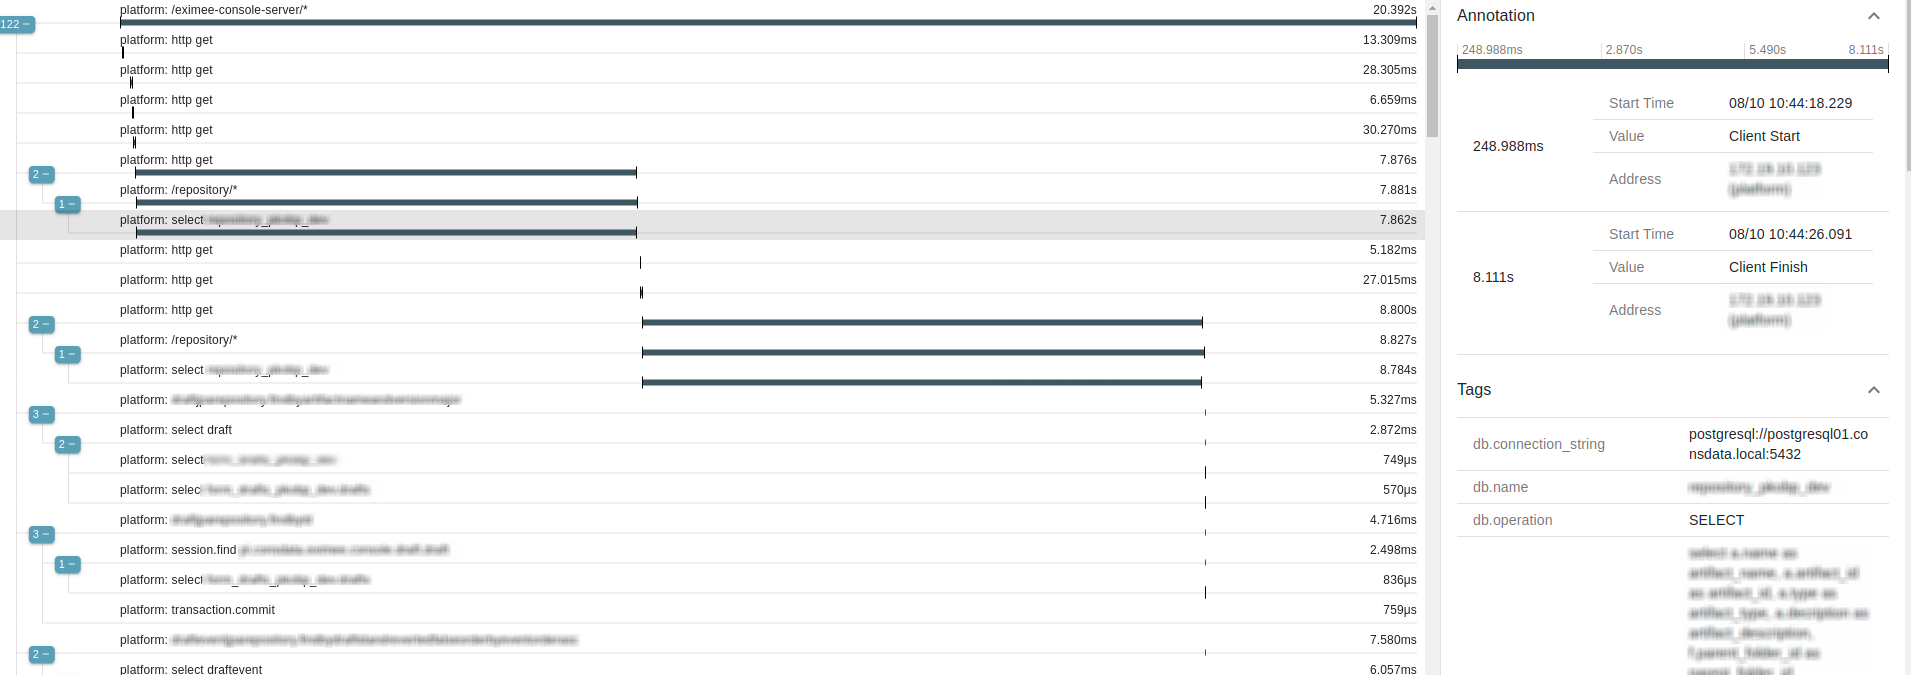 platform: /eximee-console-server/* 20.392s
122 −
platform: http get 13.309ms
platform: http get 28.305ms
platform: http get 6.659ms
platform: http get 30.270ms
platform: http get 7.876s
2 −
platform: /repository/* 7.881s
1 −
platform: select 7.862s
platform: http get 5.182ms
platform: http get 27.015ms
platform: http get 8.800s
2 −
platform: /repository/* 8.827s
1 −
platform: select 8.784s
platform: 5.327ms
3 −
platform: select draft 2.872ms
2 −
platform: select 749μs
platform: selec 570μs
platform: 4.716ms
3 −
platform: session.find 2.498ms
1 −
platform: select 836μs
platform: transaction.commit 759μs
platform: 7.580ms
2 −
platform: select draftevent 6.057ms
Annotation
248.988ms 2.870s 5.490s 8.111s
Start Time 08/10 10:44:18.229
Value Client Start
248.988ms
Address
Start Time 08/10 10:44:26.091
Value Client Finish
8.111s
Address
Tags
db.connection_string postgresql://postgresql01.co
nsdata.local:5432
db.name
db.operation SELECT